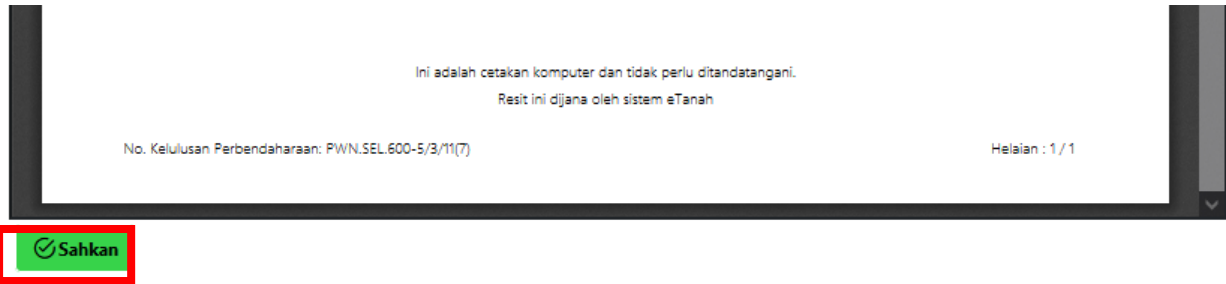 Ini adalah cetakan komputer dan tidak perlu ditandatangani.
Resit ini dijana oleh sistem eTanah
No. Kelulusan Perbendaharaan: PWN.SEL.600-5/3/11(7) Helaian : 1 / 1
Sahkan